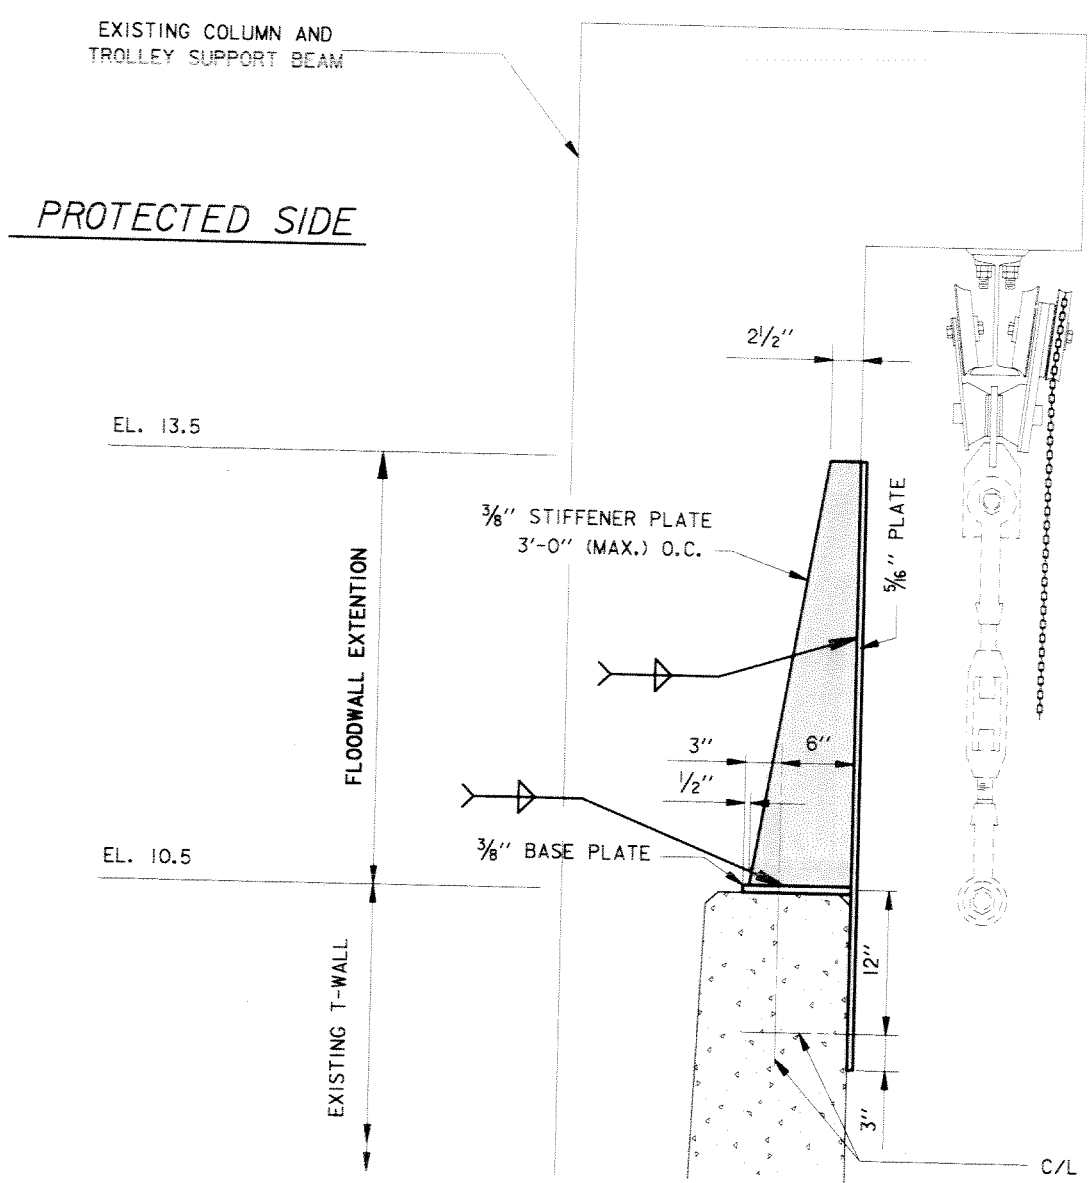 EXISTING COLUMN AND
TROLLEY SUPPORT BEAM
PROTECTED SIDE
2½"
EL. 13.5
⅜" STIFFENER PLATE
3'-0" (MAX.) O.C.
5/16" PLATE
FLOODWALL EXTENTION
3"
6"
½"
⅜" BASE PLATE
EL. 10.5
12"
EXISTING T-WALL
3"
C/L